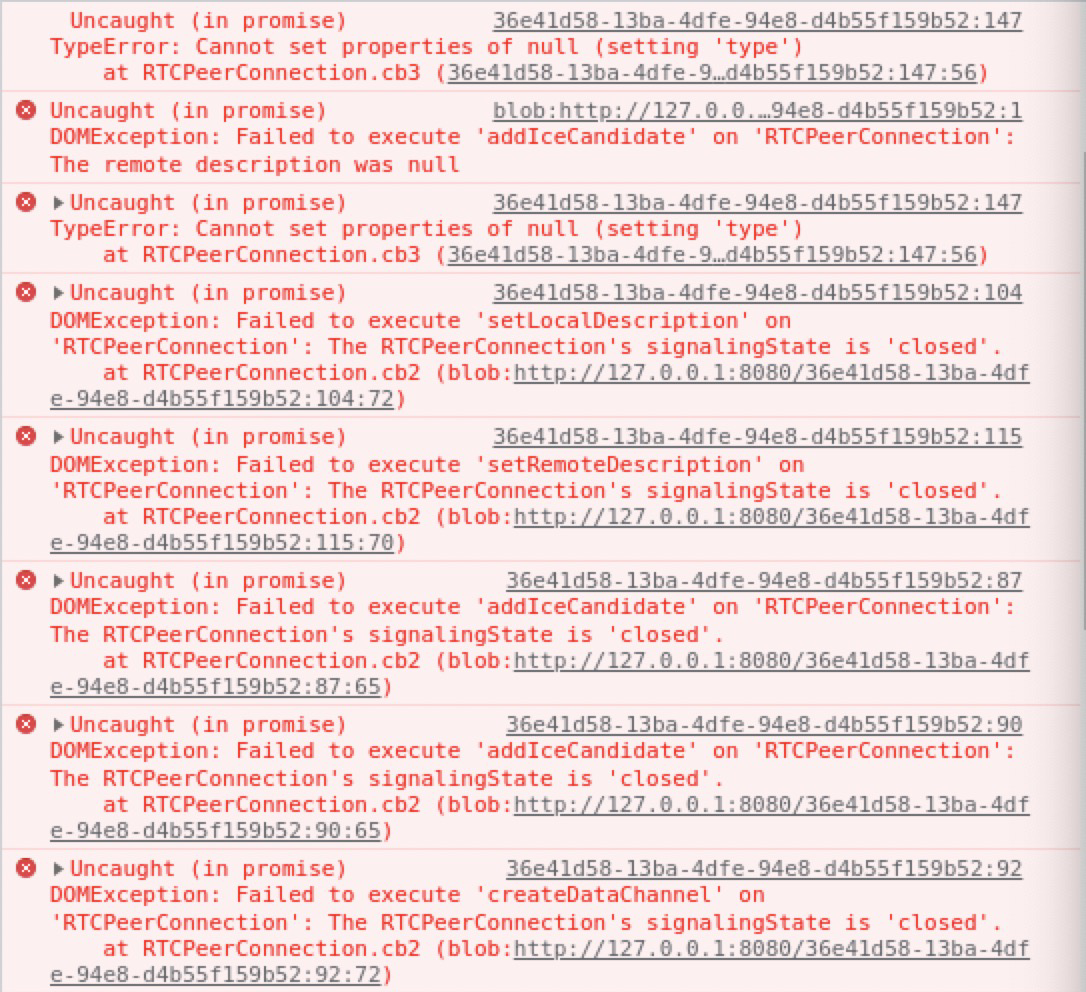 Uncaught (in promise) 36e41d58-13ba-4dfe-94e8-d4b55f159b52:147
TypeError: Cannot set properties of null (setting 'type')
at RTCPeerConnection.cb3 (36e41d58-13ba-4dfe-9…d4b55f159b52:147:56)
Uncaught (in promise) blob:http://127.0.0.…94e8-d4b55f159b52:1
DOMException: Failed to execute 'addIceCandidate' on 'RTCPeerConnection':
The remote description was null
Uncaught (in promise) 36e41d58-13ba-4dfe-94e8-d4b55f159b52:147
TypeError: Cannot set properties of null (setting 'type')
at RTCPeerConnection.cb3 (36e41d58-13ba-4dfe-9…d4b55f159b52:147:56)
Uncaught (in promise) 36e41d58-13ba-4dfe-94e8-d4b55f159b52:104
DOMException: Failed to execute 'setLocalDescription' on
'RTCPeerConnection': The RTCPeerConnection's signalingState is 'closed'.
at RTCPeerConnection.cb2 (blob:http://127.0.0.1:8080/36e41d58-13ba-4df
e-94e8-d4b55f159b52:104:72)
Uncaught (in promise) 36e41d58-13ba-4dfe-94e8-d4b55f159b52:115
DOMException: Failed to execute 'setRemoteDescription' on
'RTCPeerConnection': The RTCPeerConnection's signalingState is 'closed'.
at RTCPeerConnection.cb2 (blob:http://127.0.0.1:8080/36e41d58-13ba-4df
e-94e8-d4b55f159b52:115:70)
Uncaught (in promise) 36e41d58-13ba-4dfe-94e8-d4b55f159b52:87
DOMException: Failed to execute 'addIceCandidate' on 'RTCPeerConnection':
The RTCPeerConnection's signalingState is 'closed'.
at RTCPeerConnection.cb2 (blob:http://127.0.0.1:8080/36e41d58-13ba-4df
e-94e8-d4b55f159b52:87:65)
Uncaught (in promise) 36e41d58-13ba-4dfe-94e8-d4b55f159b52:90
DOMException: Failed to execute 'addIceCandidate' on 'RTCPeerConnection':
The RTCPeerConnection's signalingState is 'closed'.
at RTCPeerConnection.cb2 (blob:http://127.0.0.1:8080/36e41d58-13ba-4df
e-94e8-d4b55f159b52:90:65)
Uncaught (in promise) 36e41d58-13ba-4dfe-94e8-d4b55f159b52:92
DOMException: Failed to execute 'createDataChannel' on
'RTCPeerConnection': The RTCPeerConnection's signalingState is 'closed'.
at RTCPeerConnection.cb2 (blob:http://127.0.0.1:8080/36e41d58-13ba-4df
e-94e8-d4b55f159b52:92:72)